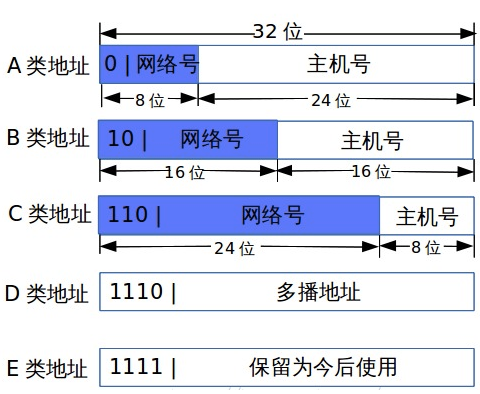 32 位
A 类地址 0 | 网络号 主机号
8 位 24 位
B 类地址 10 | 网络号 主机号
16 位 16 位
C 类地址 110 | 网络号 主机号
24 位 8 位
D 类地址 1110 | 多播地址
E 类地址 1111 | 保留为今后使用